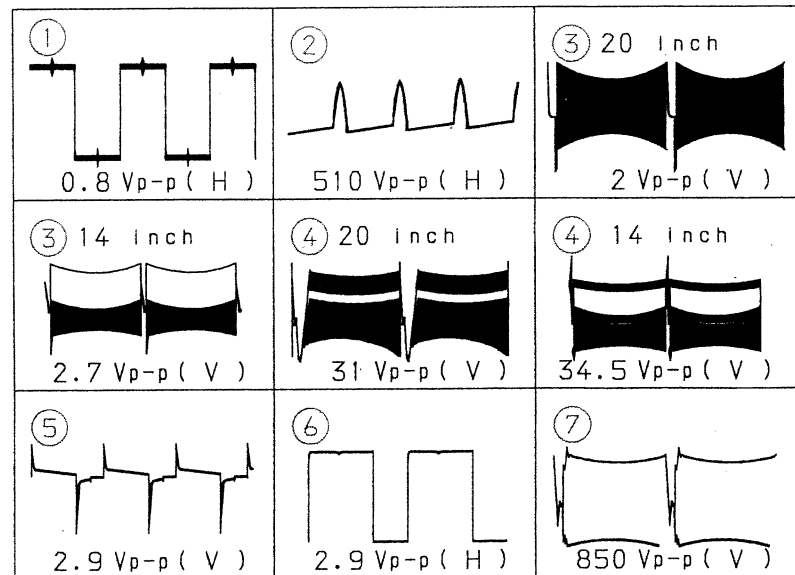 1
0.8 Vp-p ( H )
2
510 Vp-p ( H )
3 20 inch
2 Vp-p ( V )
3 14 inch
2.7 Vp-p ( V )
4 20 inch
31 Vp-p ( V )
4 14 inch
34.5 Vp-p ( V )
5
2.9 Vp-p ( V )
6
2.9 Vp-p ( H )
7
850 Vp-p ( V )